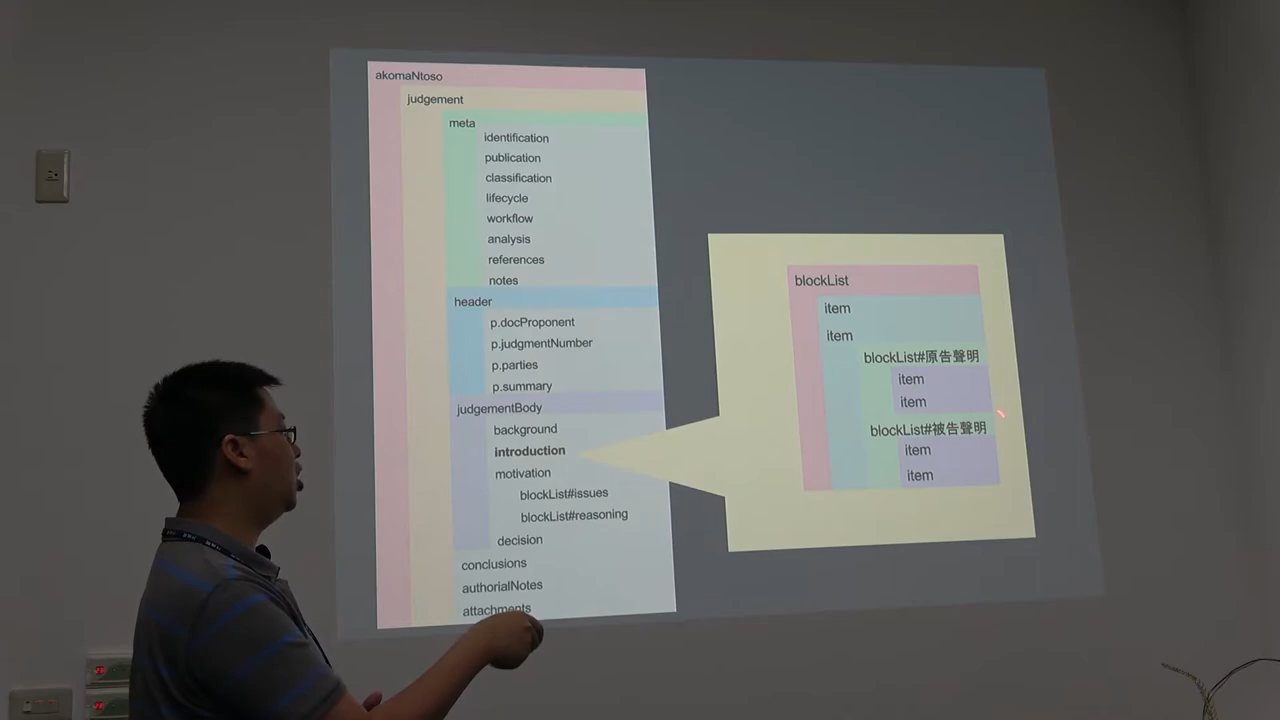 akomaNtoso
judgement
meta
identification
publication
classification
lifecycle
workflow
analysis
references
notes
header
p.docProponent
p.judgmentNumber
p.parties
p.summary
judgementBody
background
introduction
motivation
blockList#issues
blockList#reasoning
decision
conclusions
authorialNotes
attachments
blockList
item
item
blockList#原告聲明
item
item
blockList#被告聲明
item
item